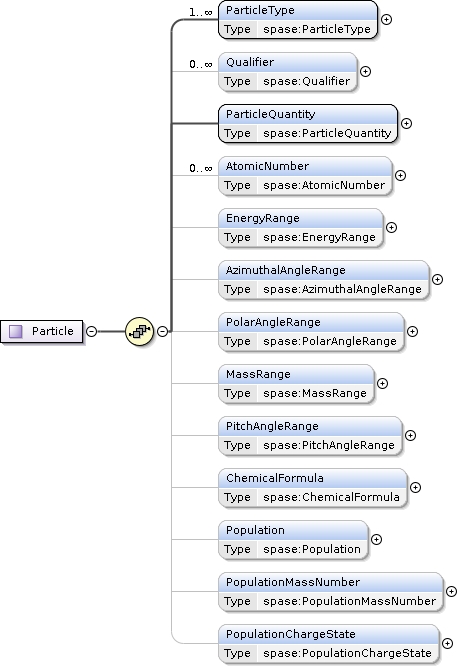 1..∞
ParticleType
Type spase:ParticleType
0..∞
Qualifier
Type spase:Qualifier
ParticleQuantity
Type spase:ParticleQuantity
0..∞
AtomicNumber
Type spase:AtomicNumber
EnergyRange
Type spase:EnergyRange
AzimuthalAngleRange
Type spase:AzimuthalAngleRange
Particle
PolarAngleRange
Type spase:PolarAngleRange
MassRange
Type spase:MassRange
PitchAngleRange
Type spase:PitchAngleRange
ChemicalFormula
Type spase:ChemicalFormula
Population
Type spase:Population
PopulationMassNumber
Type spase:PopulationMassNumber
PopulationChargeState
Type spase:PopulationChargeState